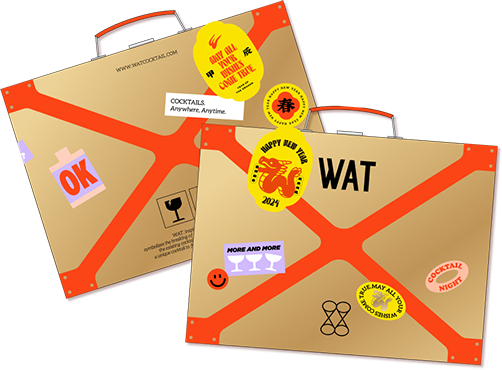 WWW.WATCOCKTAIL.COM
MAY ALL
YOUR
WISHES
COME TRUE.
COCKTAILS.
Anywhere, Anytime.
春
OK
WAT
HAPPY NEW YEAR
2024
MORE AND MORE
COCKTAIL
NIGHT
MAY ALL YOUR
WISHES COME TRUE.